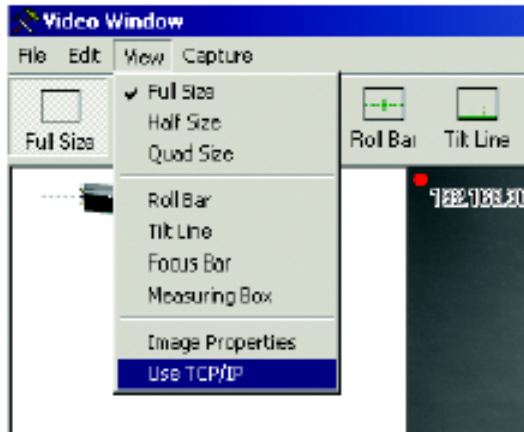 Video Window
File Edit View Capture
Full Size
Half Size
Quad Size
Roll Bar
Tilt Line
Focus Bar
Measuring Box
Image Properties
Use TCP/IP
Full Size
Roll Bar Tilt Line